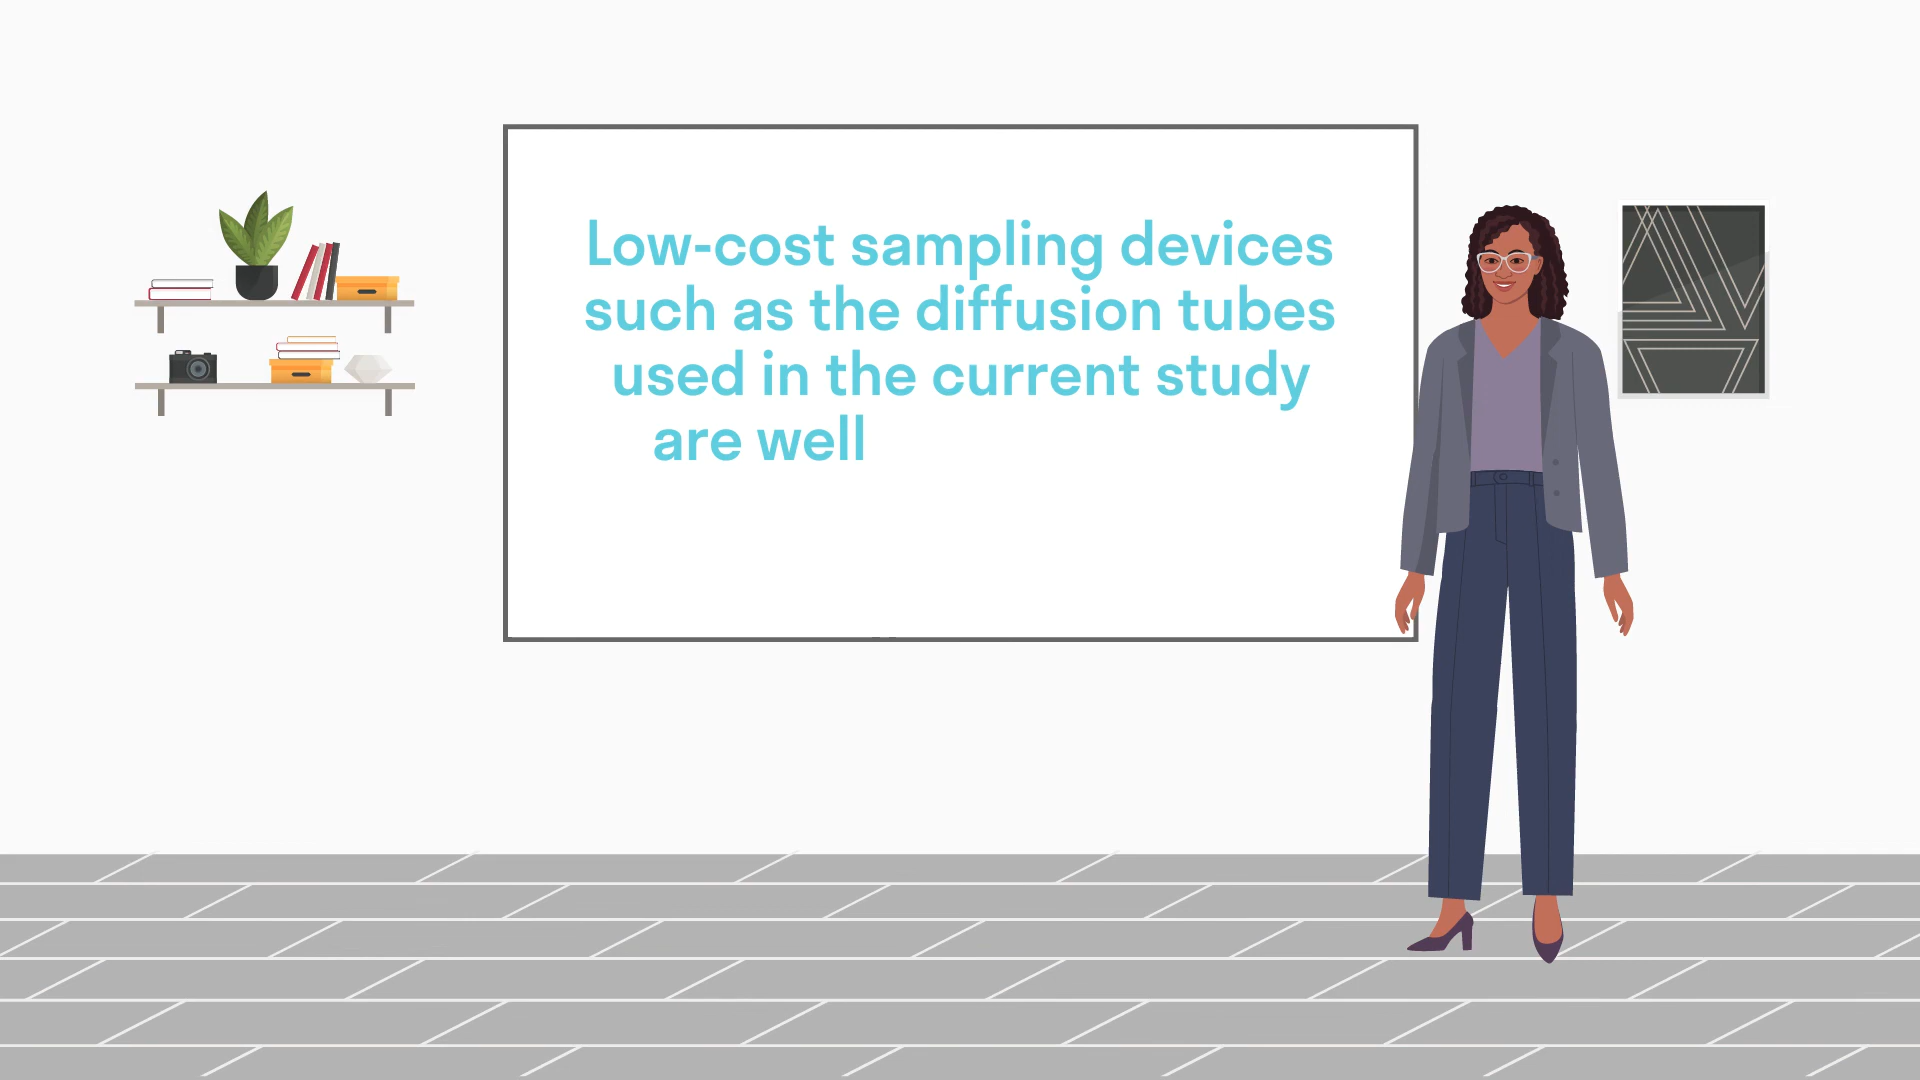 Low-cost sampling devices
such as the diffusion tubes
used in the current study
are well